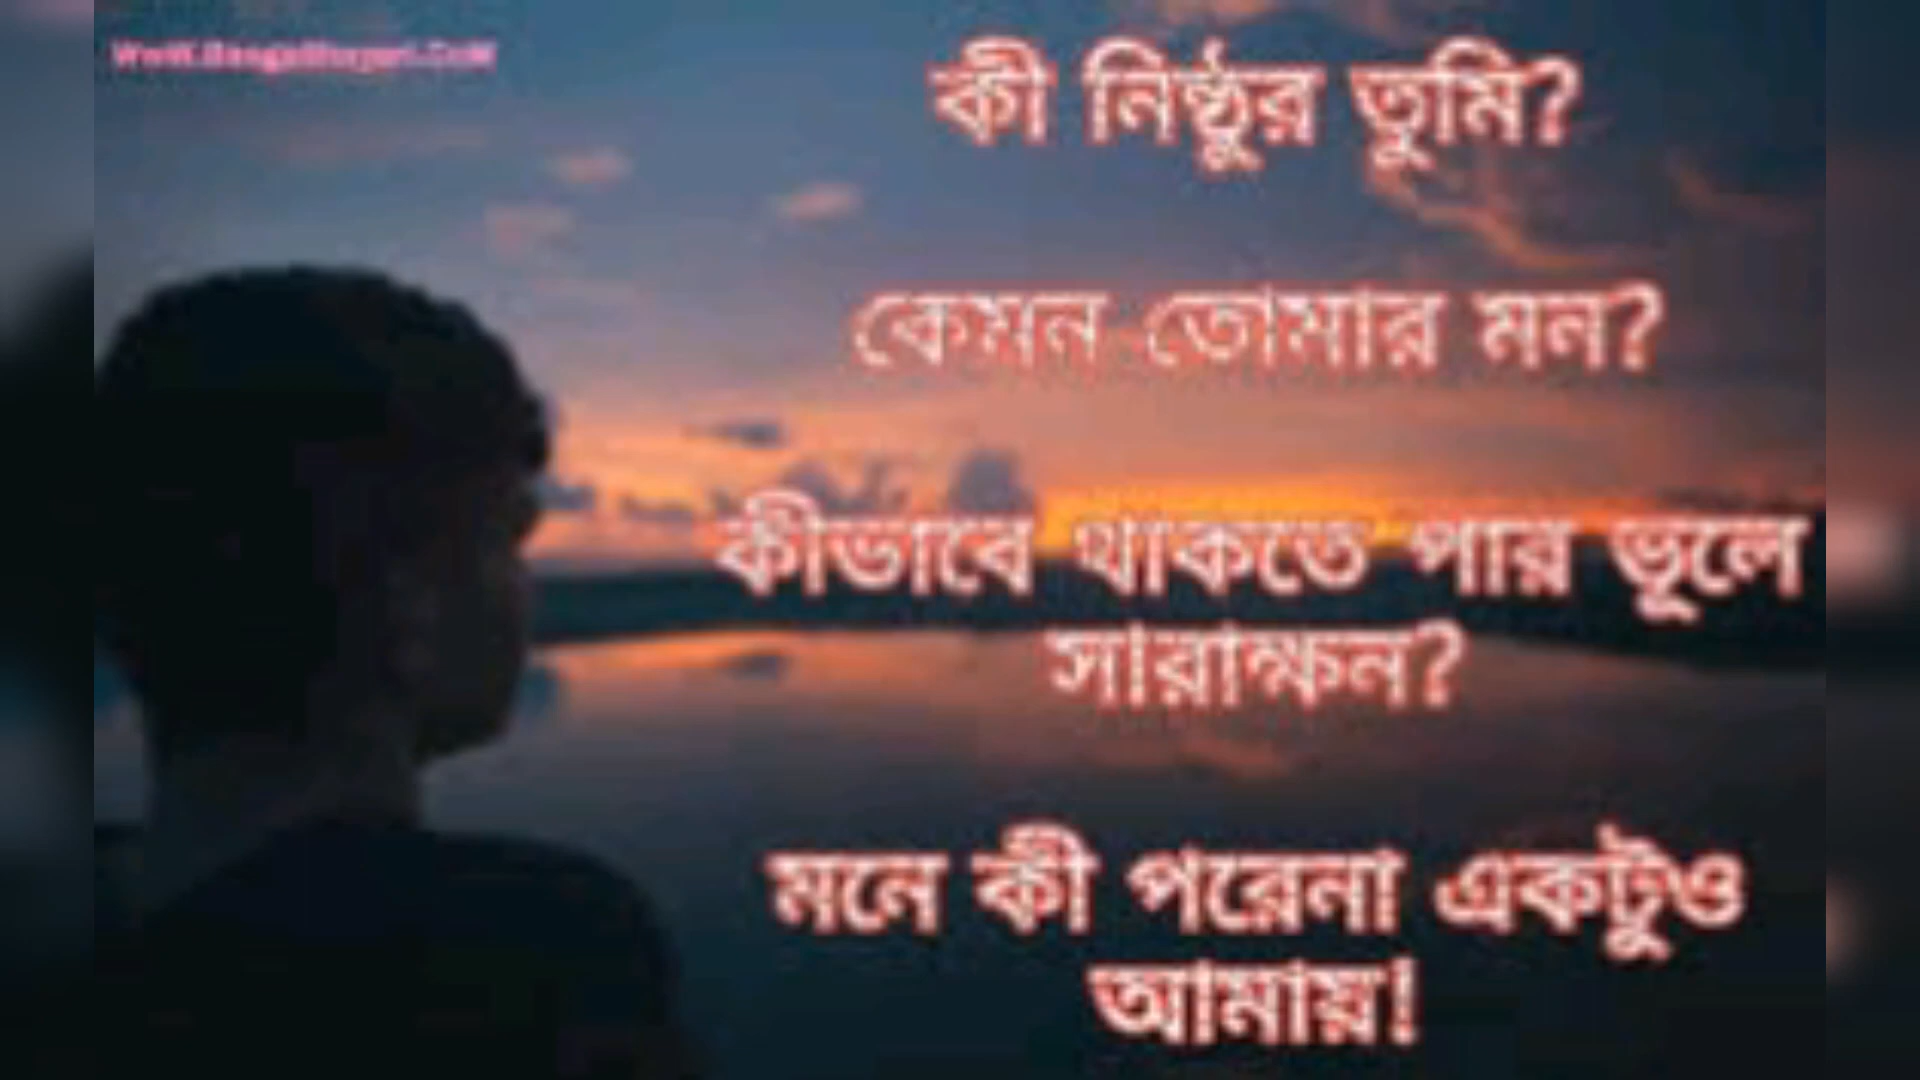 কী নিষ্ঠুর তুমি?
কেমন তোমার মন?
কীভাবে থাকতে পার ভূলে
সারাক্ষন?
মনে কী পরেনা একটুও
আমায়!